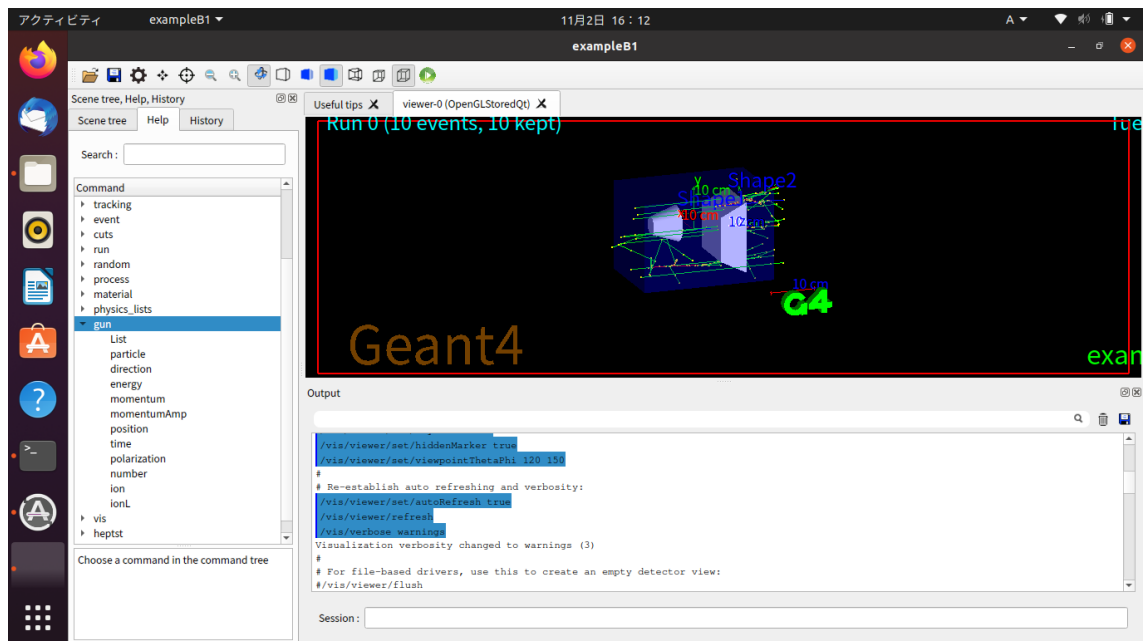 アクティビティ
exampleB1
11月2日 16：12
A
exampleB1
Scene tree, Help, History
Scene tree
Help
History
Search :
Command
tracking
event
cuts
run
random
process
material
physics_lists
gun
List
particle
direction
energy
momentum
momentumAmp
position
time
polarization
number
ion
ionL
vis
heptst
Choose a command in the command tree
Useful tips
viewer-0 (OpenGLStoredQt)
Run 0 (10 events, 10 kept)
Tue
Y
10 cm
Shape2
10 cm
10 cm
G4
Geant4
exan
Output
/vis/viewer/set/hiddenMarker true
/vis/viewer/set/viewpointThetaPhi 120 150
#
# Re-establish auto refreshing and verbosity:
/vis/viewer/set/autoRefresh true
/vis/viewer/refresh
/vis/verbose warnings
Visualization verbosity changed to warnings (3)
#
# For file-based drivers, use this to create an empty detector view:
#/vis/viewer/flush
Session :